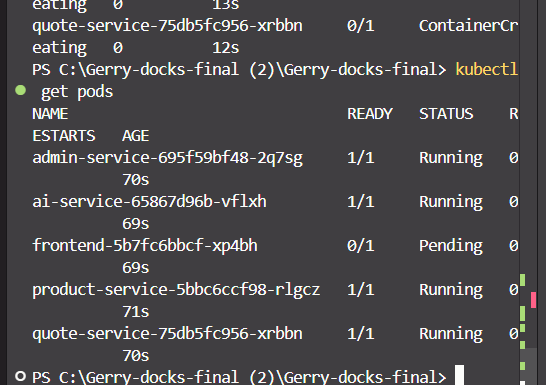 eating   0          13s
quote-service-75db5fc956-xrbbn     0/1     ContainerCr
eating   0          12s
PS C:\Gerry-docks-final (2)\Gerry-docks-final> kubectl
get pods
NAME                               READY   STATUS    R
ESTARTS   AGE
admin-service-695f59bf48-2q7sg     1/1     Running   0
          70s
ai-service-65867d96b-vflxh         1/1     Running   0
          69s
frontend-5b7fc6bbcf-xp4bh          0/1     Pending   0
          69s
product-service-5bbc6ccf98-rlgcz   1/1     Running   0
          71s
quote-service-75db5fc956-xrbbn     1/1     Running   0
          70s
PS C:\Gerry-docks-final (2)\Gerry-docks-final>